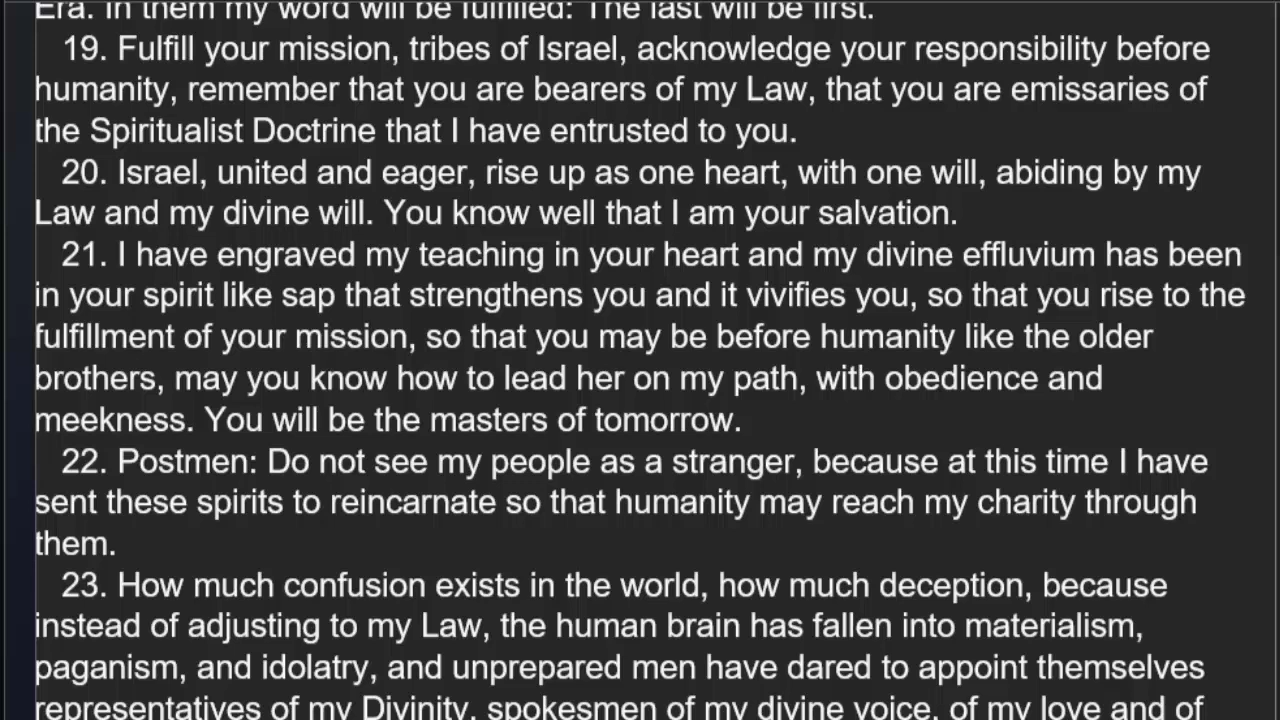 Era. In them my word will be fulfilled: The last will be first.
19. Fulfill your mission, tribes of Israel, acknowledge your responsibility before
humanity, remember that you are bearers of my Law, that you are emissaries of
the Spiritualist Doctrine that I have entrusted to you.
20. Israel, united and eager, rise up as one heart, with one will, abiding by my
Law and my divine will. You know well that I am your salvation.
21. I have engraved my teaching in your heart and my divine effluvium has been
in your spirit like sap that strengthens you and it vivifies you, so that you rise to the
fulfillment of your mission, so that you may be before humanity like the older
brothers, may you know how to lead her on my path, with obedience and
meekness. You will be the masters of tomorrow.
22. Postmen: Do not see my people as a stranger, because at this time I have
sent these spirits to reincarnate so that humanity may reach my charity through
them.
23. How much confusion exists in the world, how much deception, because
instead of adjusting to my Law, the human brain has fallen into materialism,
paganism, and idolatry, and unprepared men have dared to appoint themselves
representatives of my Divinity, spokesmen of my divine voice, of my love and of